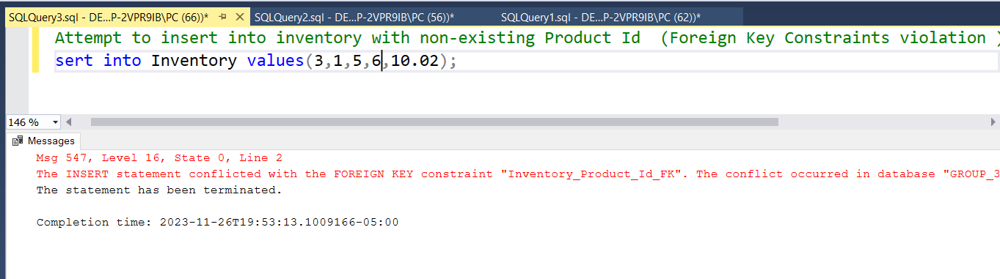 SQLQuery3.sql - DE...P-2VPR9IB\PC (66))* SQLQuery2.sql - DE...P-2VPR9IB\PC (56))* SQLQuery1.sql - DE...P-2VPR9IB\PC (62))*
Attempt to insert into inventory with non-existing Product Id (Foreign Key Constraints violation )
sert into Inventory values(3,1,5,6,10.02);
146 %
Messages
Msg 547, Level 16, State 0, Line 2
The INSERT statement conflicted with the FOREIGN KEY constraint "Inventory_Product_Id_FK". The conflict occurred in database "GROUP_3
The statement has been terminated.
Completion time: 2023-11-26T19:53:13.1009166-05:00